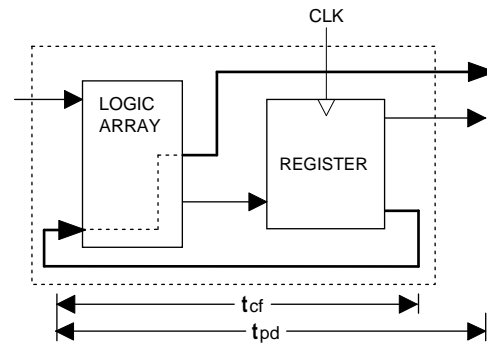 CLK
LOGIC
ARRAY
REGISTER
tcf
tpd